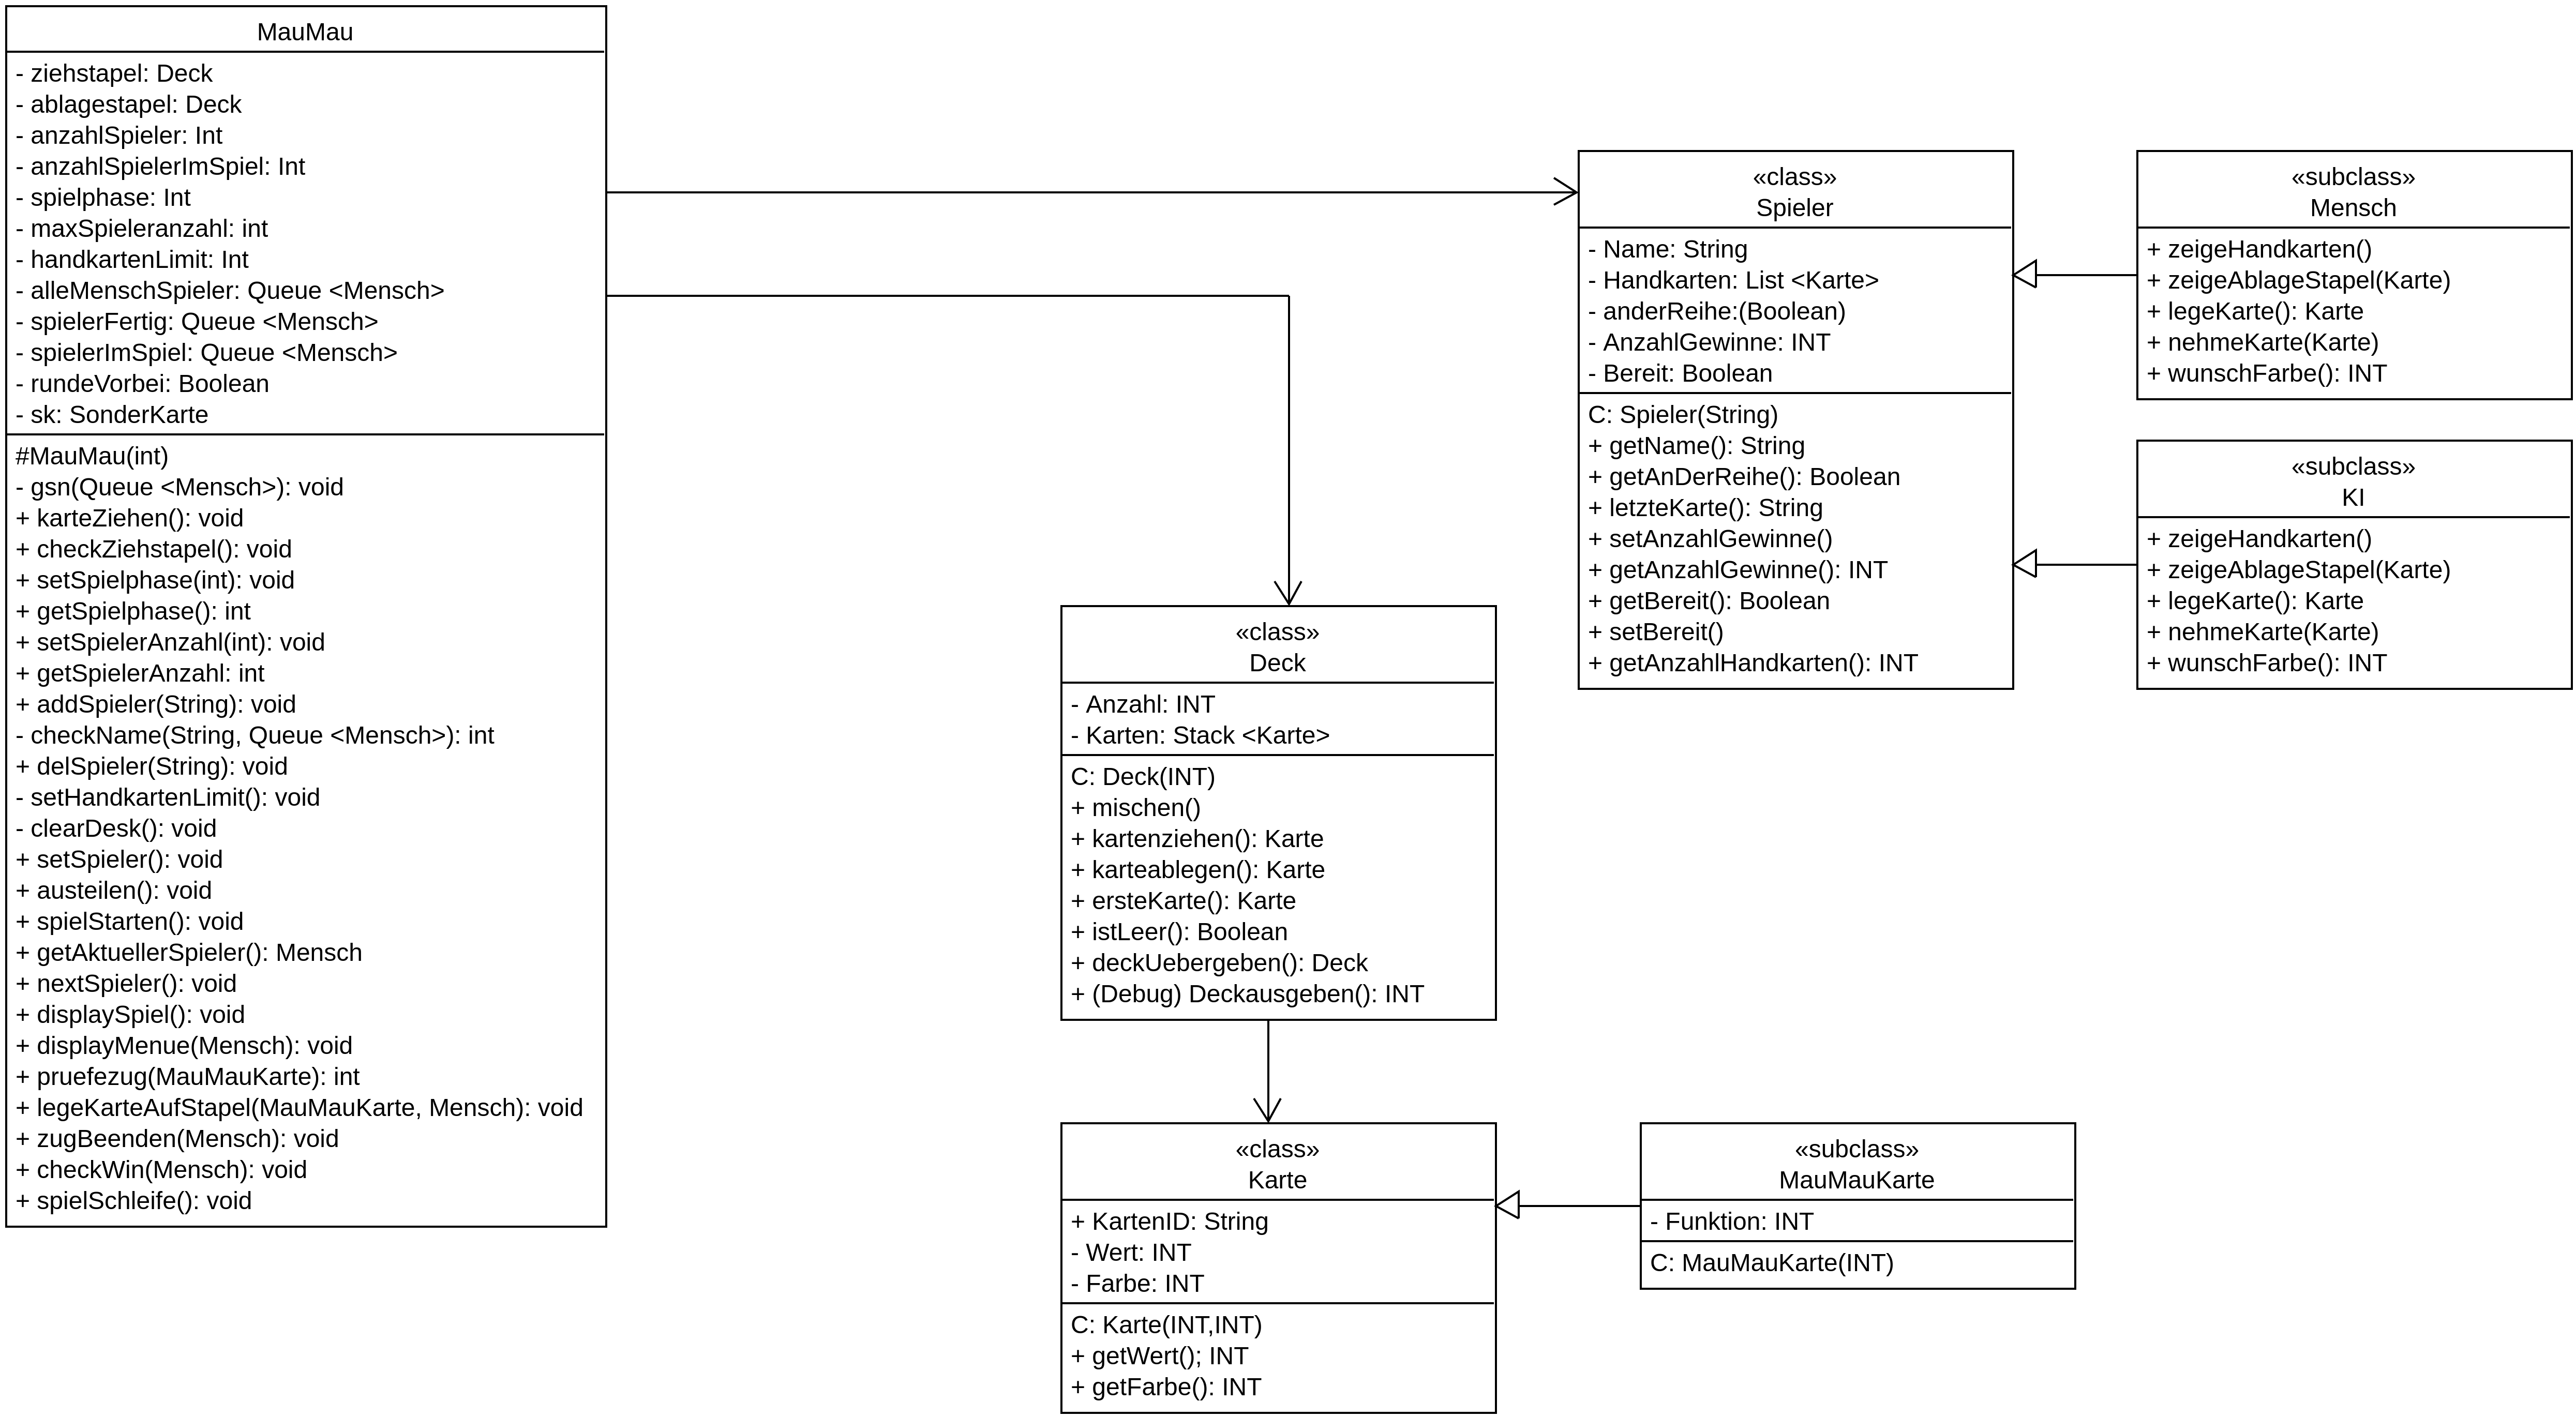 MauMau
- ziehstapel: Deck
- ablagestapel: Deck
- anzahlSpieler: Int
- anzahlSpielerImSpiel: Int
- spielphase: Int
- maxSpieleranzahl: int
- handkartenLimit: Int
- alleMenschSpieler: Queue <Mensch>
- spielerFertig: Queue <Mensch>
- spielerImSpiel: Queue <Mensch>
- rundeVorbei: Boolean
- sk: SonderKarte
#MauMau(int)
- gsn(Queue <Mensch>): void
+ karteZiehen(): void
+ checkZiehstapel(): void
+ setSpielphase(int): void
+ getSpielphase(): int
+ setSpielerAnzahl(int): void
+ getSpielerAnzahl: int
+ addSpieler(String): void
- checkName(String, Queue <Mensch>): int
+ delSpieler(String): void
- setHandkartenLimit(): void
- clearDesk(): void
+ setSpieler(): void
+ austeilen(): void
+ spielStarten(): void
+ getAktuellerSpieler(): Mensch
+ nextSpieler(): void
+ displaySpiel(): void
+ displayMenue(Mensch): void
+ pruefezug(MauMauKarte): int
+ legeKarteAufStapel(MauMauKarte, Mensch): void
+ zugBeenden(Mensch): void
+ checkWin(Mensch): void
+ spielSchleife(): void
«class»
Spieler
- Name: String
- Handkarten: List <Karte>
- anderReihe:(Boolean)
- AnzahlGewinne: INT
- Bereit: Boolean
C: Spieler(String)
+ getName(): String
+ getAnDerReihe(): Boolean
+ letzteKarte(): String
+ setAnzahlGewinne()
+ getAnzahlGewinne(): INT
+ getBereit(): Boolean
+ setBereit()
+ getAnzahlHandkarten(): INT
«subclass»
Mensch
+ zeigeHandkarten()
+ zeigeAblageStapel(Karte)
+ legeKarte(): Karte
+ nehmeKarte(Karte)
+ wunschFarbe(): INT
«subclass»
KI
+ zeigeHandkarten()
+ zeigeAblageStapel(Karte)
+ legeKarte(): Karte
+ nehmeKarte(Karte)
+ wunschFarbe(): INT
«class»
Deck
- Anzahl: INT
- Karten: Stack <Karte>
C: Deck(INT)
+ mischen()
+ kartenziehen(): Karte
+ karteablegen(): Karte
+ ersteKarte(): Karte
+ istLeer(): Boolean
+ deckUebergeben(): Deck
+ (Debug) Deckausgeben(): INT
«class»
Karte
+ KartenID: String
- Wert: INT
- Farbe: INT
C: Karte(INT,INT)
+ getWert(); INT
+ getFarbe(): INT
«subclass»
MauMauKarte
- Funktion: INT
C: MauMauKarte(INT)